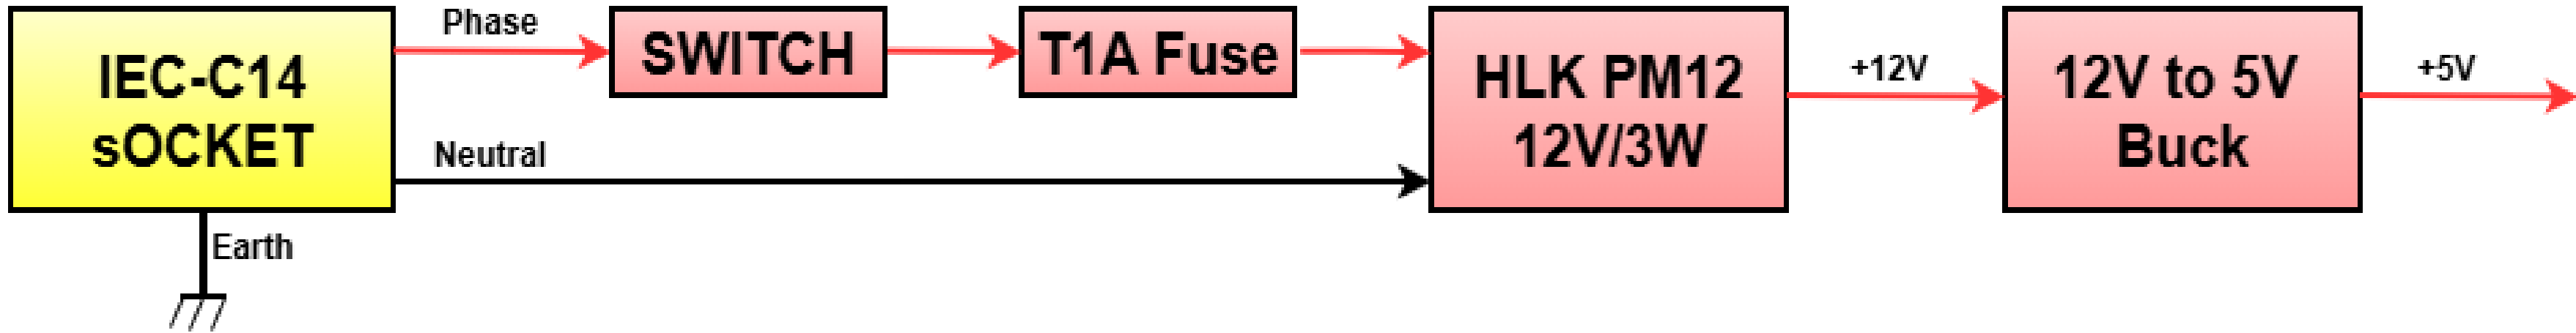 Phase
SWITCH
T1A Fuse
IEC-C14
sOCKET
HLK PM12
12V/3W
+12V
12V to 5V
Buck
+5V
Neutral
Earth